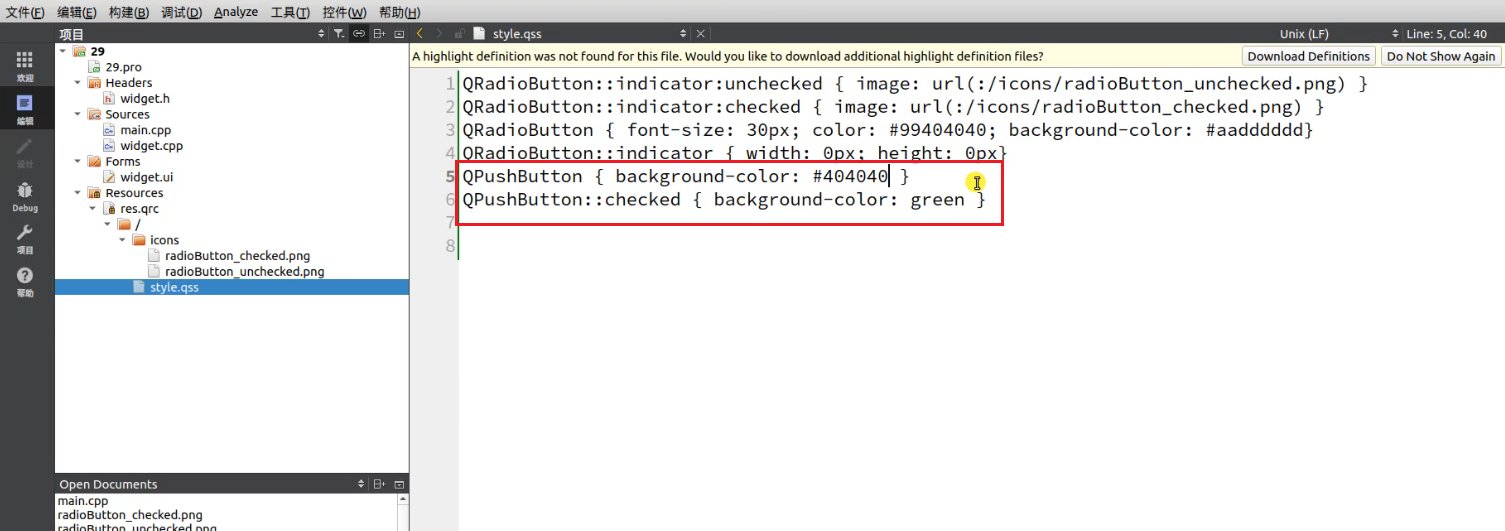 文件(F) 编辑(E) 构建(B) 调试(D) Analyze 工具(T) 控件(W) 帮助(H)
项目
style.qss
Unix (LF)
Line: 5, Col: 40
欢迎
编辑
设计
Debug
项目
帮助
29
29.pro
Headers
widget.h
Sources
main.cpp
widget.cpp
Forms
widget.ui
Resources
res.qrc
/
icons
radioButton_checked.png
radioButton_unchecked.png
style.qss
Open Documents
main.cpp
radioButton_checked.png
radioButton_unchecked.png
A highlight definition was not found for this file. Would you like to download additional highlight definition files?
Download Definitions
Do Not Show Again
1 QRadioButton::indicator:unchecked { image: url(:/icons/radioButton_unchecked.png) }
2 QRadioButton::indicator:checked { image: url(:/icons/radioButton_checked.png) }
3 QRadioButton { font-size: 30px; color: #99404040; background-color: #aadddddd}
4 QRadioButton::indicator { width: 0px; height: 0px}
5 QPushButton { background-color: #404040 }
6 QPushButton::checked { background-color: green }
7
8